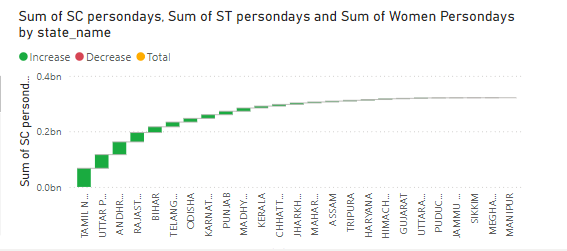 Sum of SC persondays, Sum of ST persondays and Sum of Women Persondays
by state_name
Increase Decrease Total
Sum of SC persond...
0.4bn
0.2bn
0.0bn
TAMIL N...
UTTAR P...
ANDHR...
RAJAST...
BIHAR
TELANG...
ODISHA
KARNAT...
PUNJAB
MADHY...
KERALA
CHHATT...
JHARKH...
MAHAR...
ASSAM
TRIPURA
HARYANA
HIMACH...
GUJARAT
UTTARA...
PUDUC...
JAMMU ...
SIKKIM
MEGHA...
MANIPUR